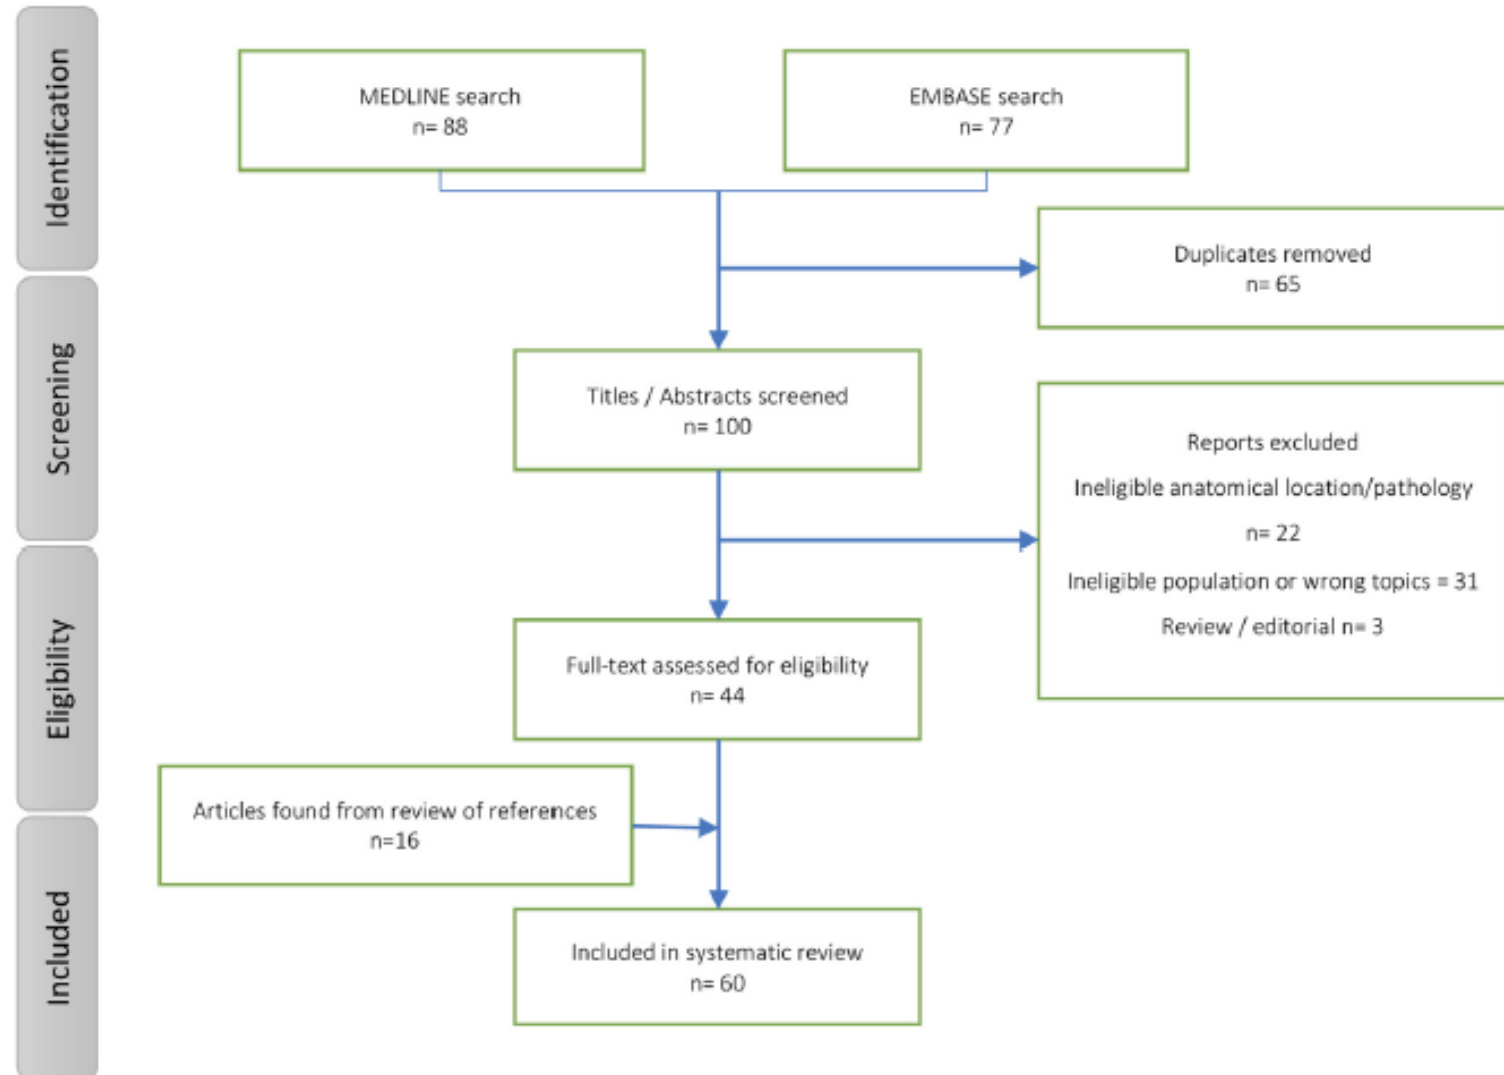 Identification
MEDLINE search
n= 88
EMBASE search
n= 77
Duplicates removed
n= 65
Screening
Titles / Abstracts screened
n= 100
Reports excluded
Ineligible anatomical location/pathology
n= 22
Ineligible population or wrong topics = 31
Review / editorial n= 3
Eligibility
Full-text assessed for eligibility
n= 44
Articles found from review of references
n=16
Included
Included in systematic review
n= 60